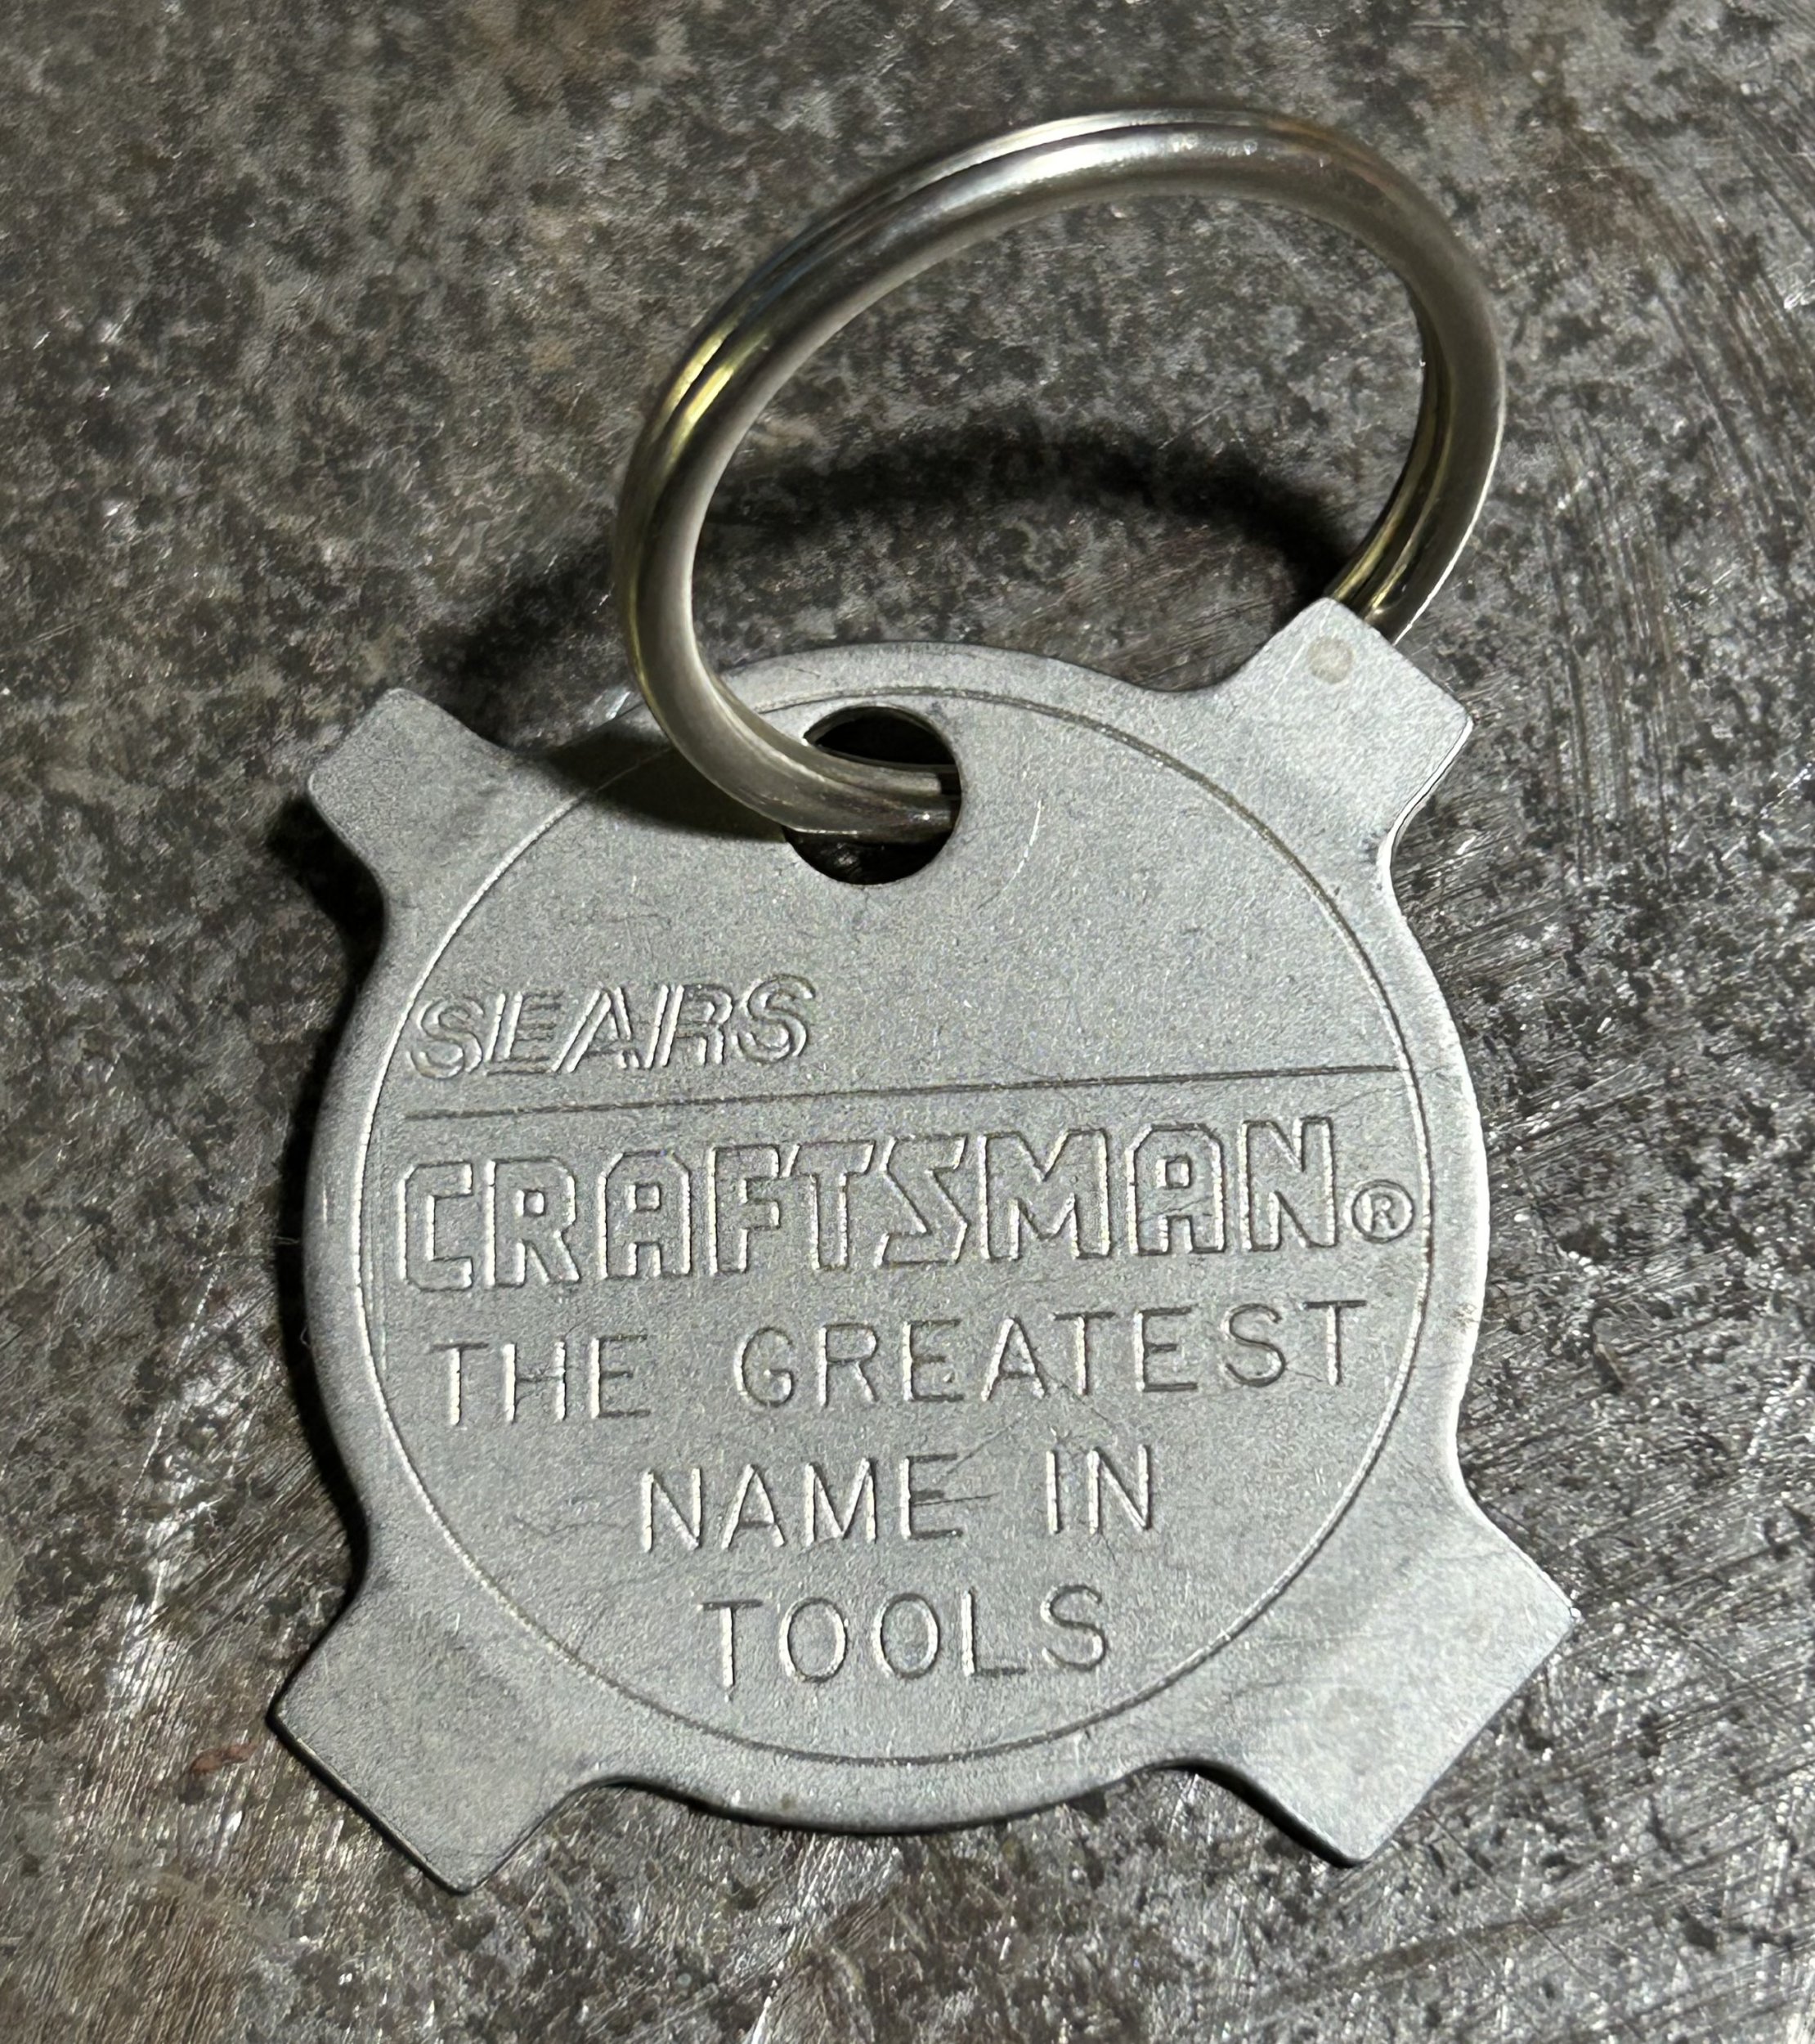 SEARS
CRAFTSMAN®
THE GREATEST
NAME IN
TOOLS